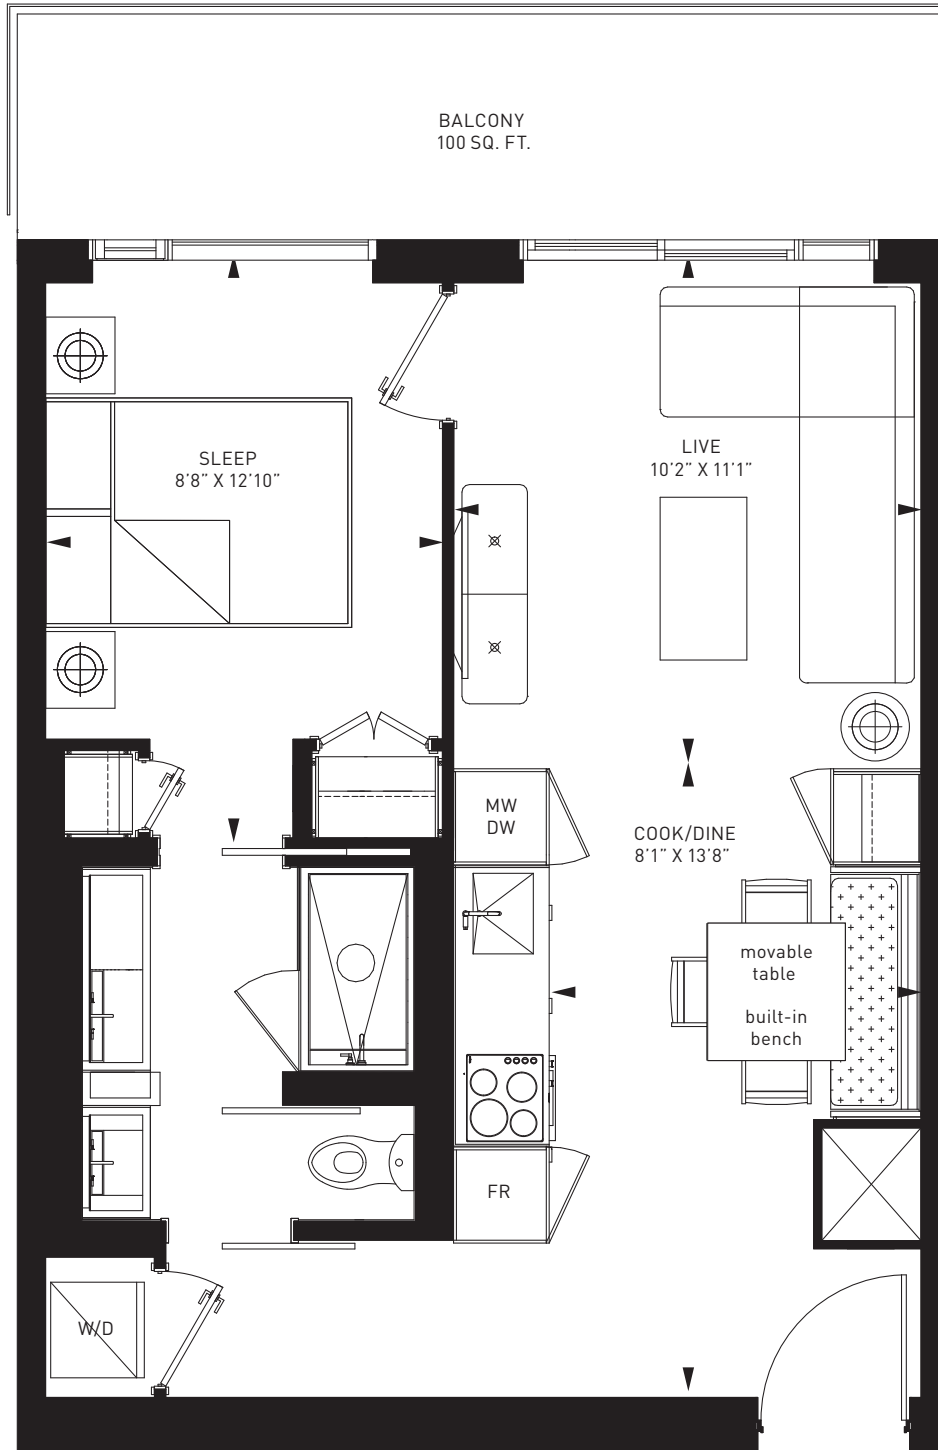 BALCONY
100 SQ. FT.
SLEEP
8'8” X 12'10”
LIVE
10'2” X 11'1”
MW
DW
COOK/DINE
8'1” X 13'8”
movable
table
built-in
bench
FR
W/D